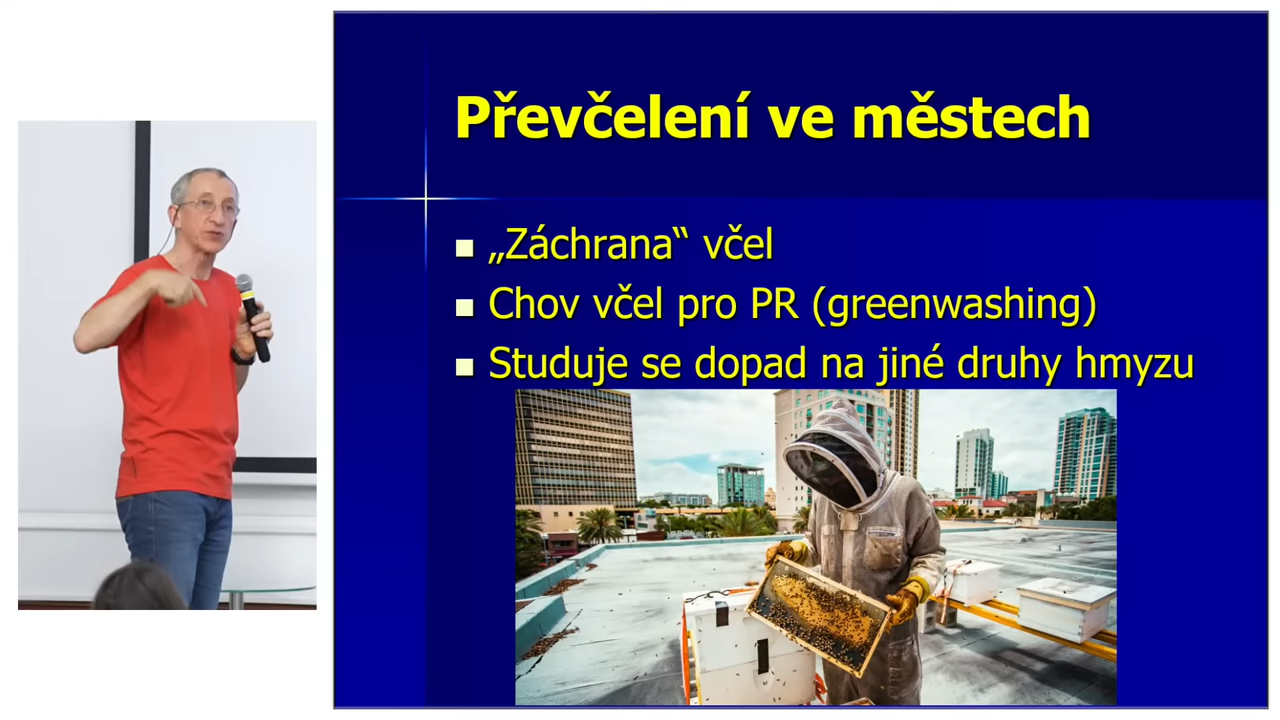 Převčelení ve městech
„Záchrana“ včel
Chov včel pro PR (greenwashing)
Studuje se dopad na jiné druhy hmyzu